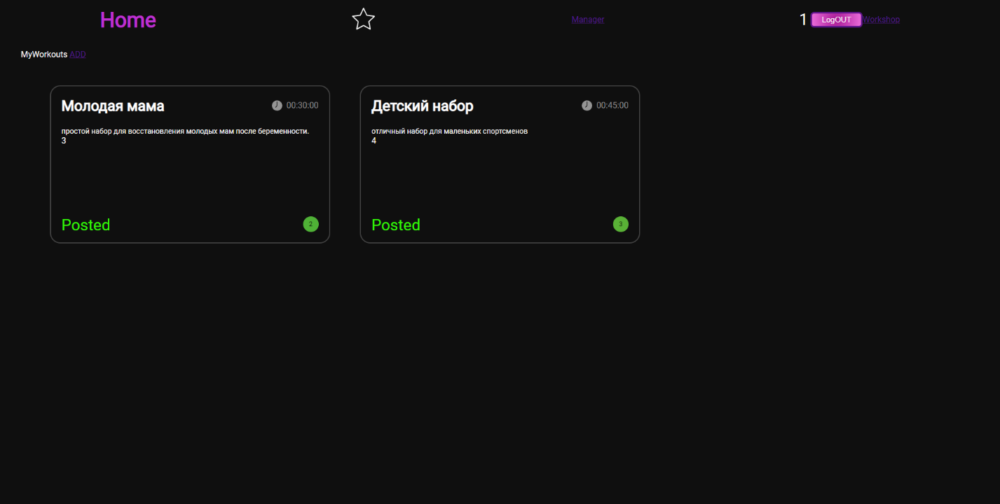 Home
Manager
1 LogOUT Workshop
MyWorkouts ADD
Молодая мама 00:30:00
простой набор для восстановления молодых мам после беременности.
3
Posted 2
Детский набор 00:45:00
отличный набор для маленьких спортсменов
4
Posted 3